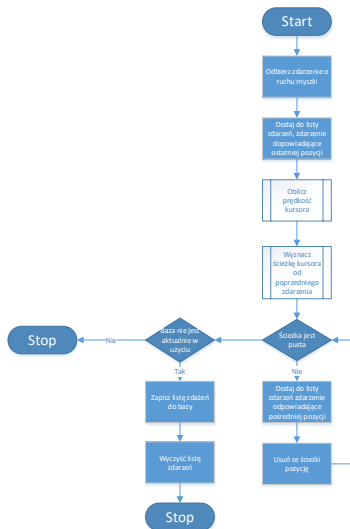 Start
Odbierz zdarzenie o
ruchu myszki
Dodaj do listy
zdarzeń, zdarzenie
dopowiadające
ostatniej pozycji
Oblicz
prędkość
kursora
Wyznacz
ścieżkę kursora
od
poprzedniego
zdarzenia
Ścieżka jest
pusta
Baza nie jest
aktualnie w
użyciu
Nie
Stop
Tak
Nie
Zapisz listę zdażeń
do bazy
Dodaj do listy
zdarzeń zdarzenie
odpowiadające
pośredniej pozycji
Wyczyść listę
zdarzeń
Usuń ze ścieżki
pozycję
Stop